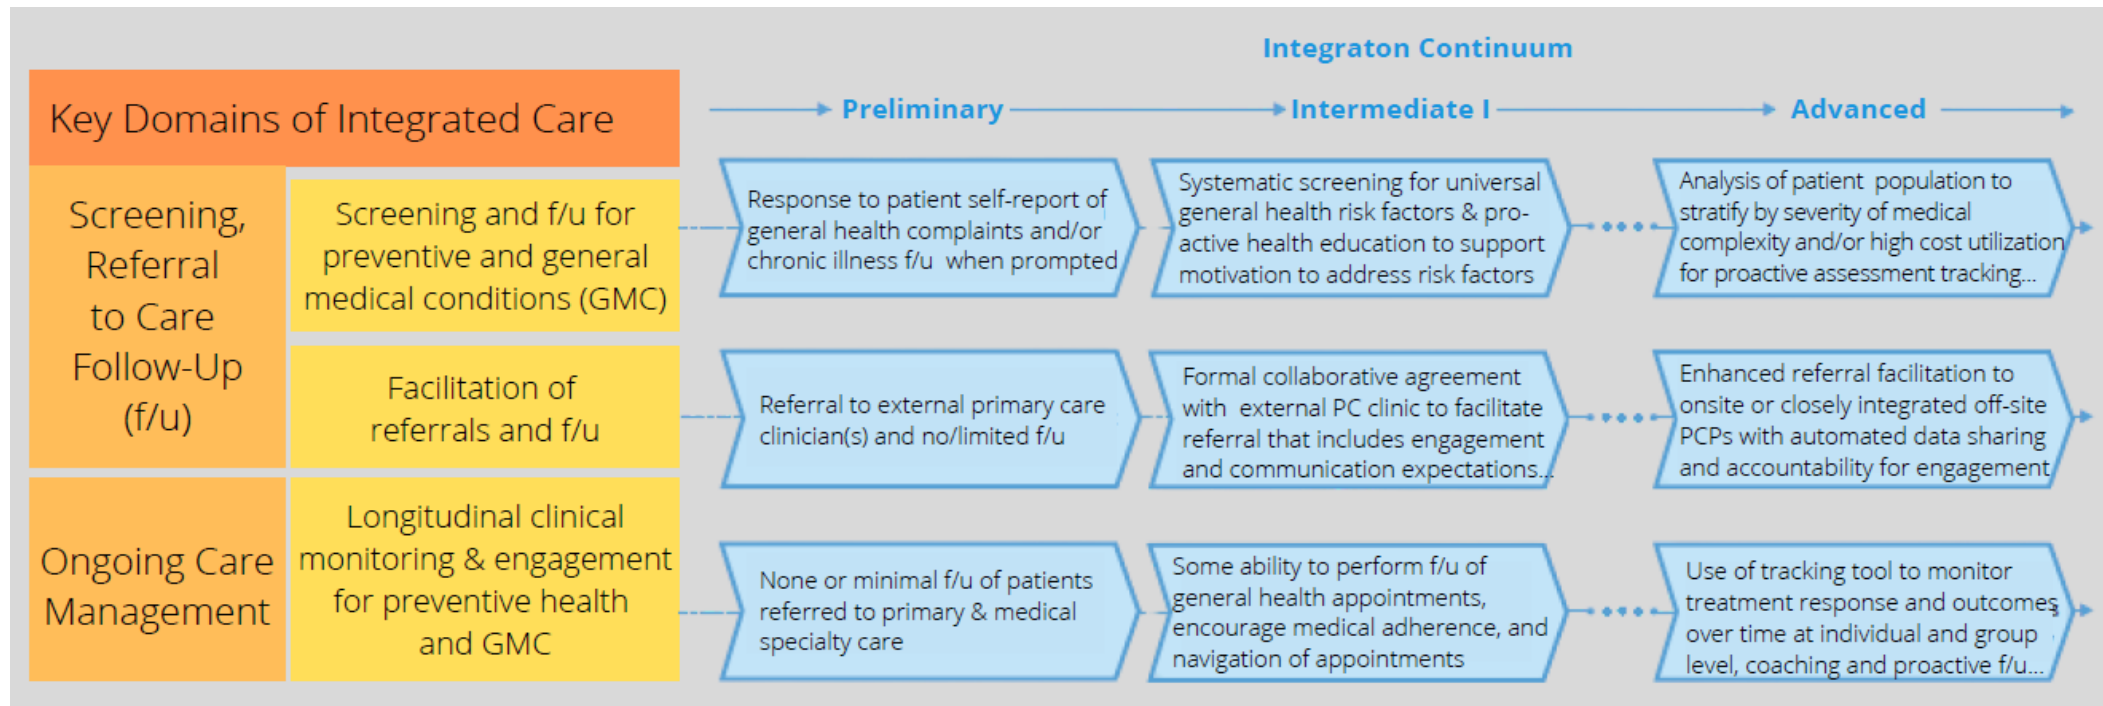 Integraton Continuum
Key Domains of Integrated Care
Preliminary
Intermediate I
Advanced
Screening,
Referral
to Care
Follow-Up
(f/u)
Screening and f/u for
preventive and general
medical conditions (GMC)
Response to patient self-report of
general health complaints and/or
chronic illness f/u when prompted
Systematic screening for universal
general health risk factors & pro-
active health education to support
motivation to address risk factors
Analysis of patient population to
stratify by severity of medical
complexity and/or high cost utilization
for proactive assessment tracking...
Facilitation of
referrals and f/u
Referral to external primary care
clinician(s) and no/limited f/u
Formal collaborative agreement
with external PC clinic to facilitate
referral that includes engagement
and communication expectations...
Enhanced referral facilitation to
onsite or closely integrated off-site
PCPs with automated data sharing
and accountability for engagement
Ongoing Care
Management
Longitudinal clinical
monitoring & engagement
for preventive health
and GMC
None or minimal f/u of patients
referred to primary & medical
specialty care
Some ability to perform f/u of
general health appointments,
encourage medical adherence, and
navigation of appointments
Use of tracking tool to monitor
treatment response and outcomes
over time at individual and group
level, coaching and proactive f/u...